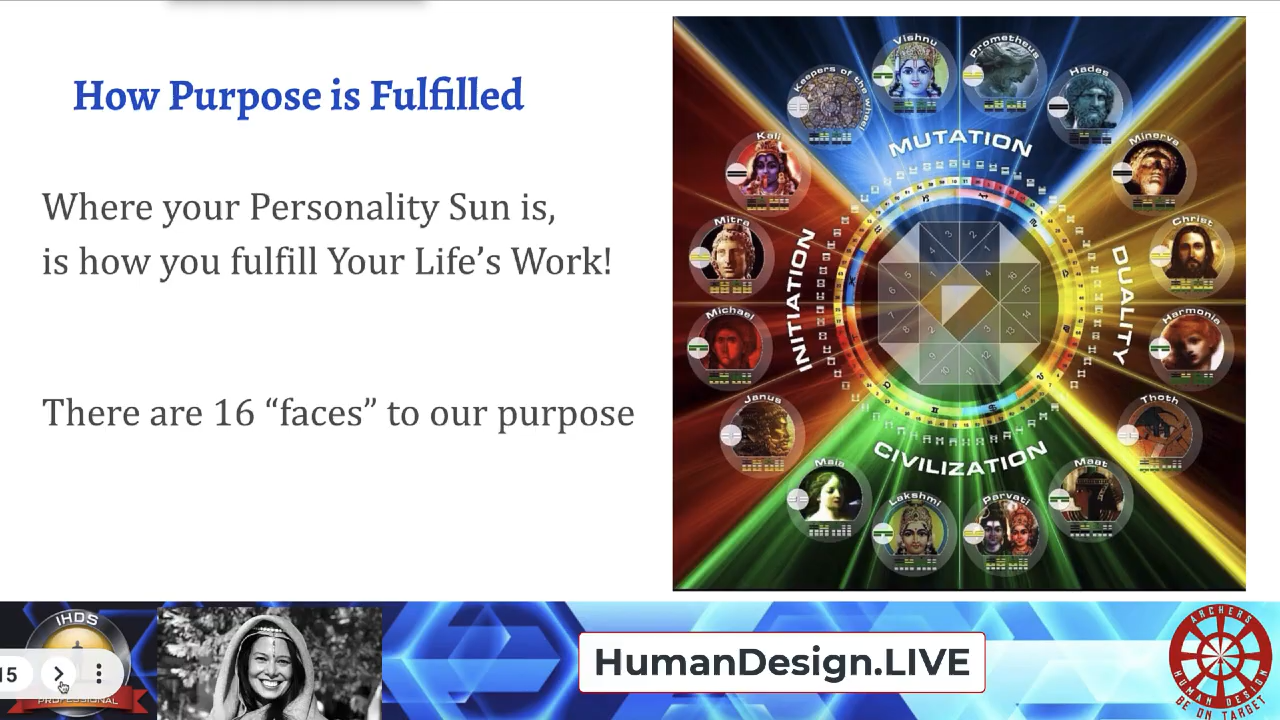 How Purpose is Fulfilled
Where your Personality Sun is,
is how you fulfill Your Life's Work!
There are 16 “faces” to our purpose
Vishnu
Prometheus
Keepers of the wheel
Hades
Kali
Minerva
MUTATION
Mitra
Christ
INITIATION
DUALITY
Michael
Harmonia
Janus
Thoth
CIVILIZATION
Maia
Maat
Lakshmi
Parvati
IHDS
PROFESSIONAL
15
HumanDesign.LIVE
ARCHERS
HUMAN DESIGN
BE ON TARGET